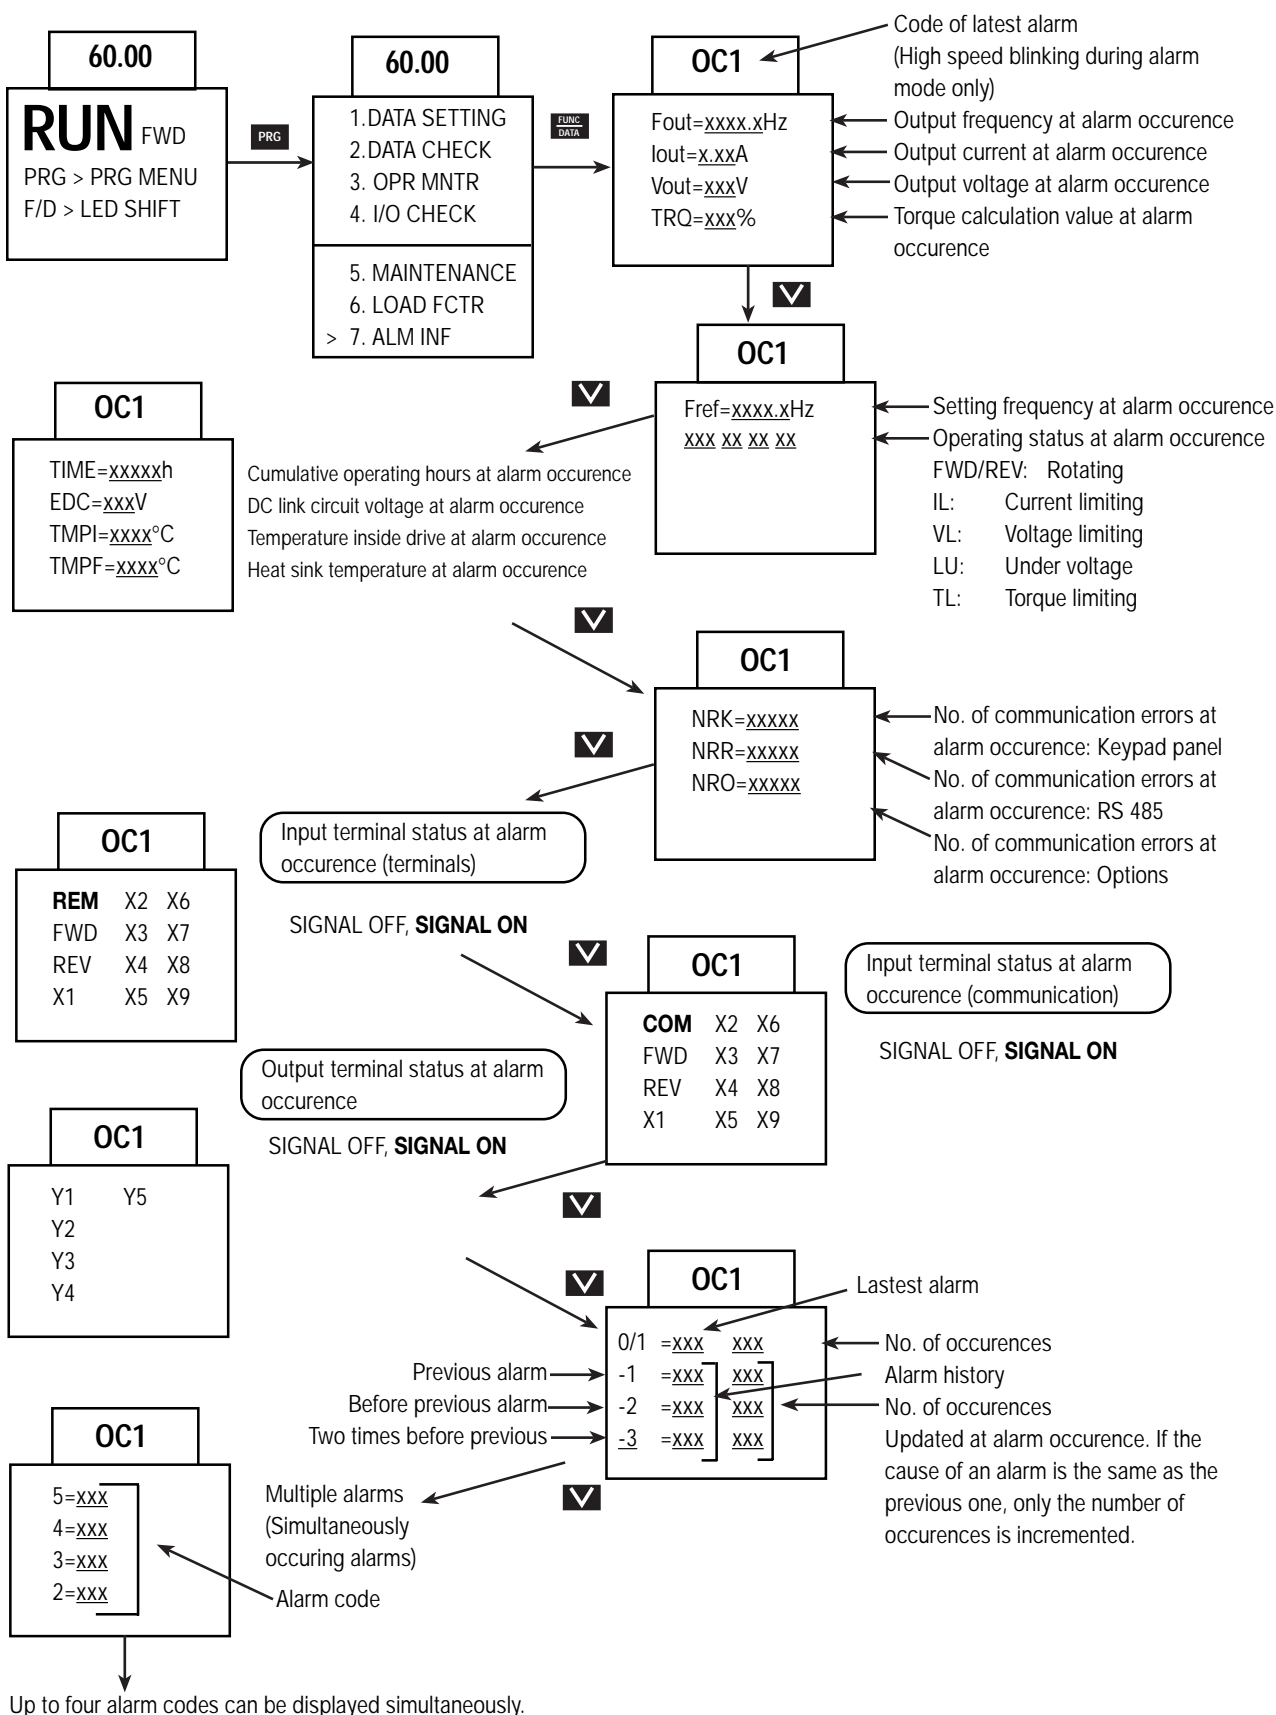 60.00
RUN FWD
PRG > PRG MENU
F/D > LED SHIFT
PRG
60.00
1.DATA SETTING
2.DATA CHECK
3. OPR MNTR
4. I/O CHECK
5. MAINTENANCE
6. LOAD FCTR
> 7. ALM INF
FUNC
DATA
OC1
Fout=xxxx.xHz
Iout=x.xxA
Vout=xxxV
TRQ=xxx%
Code of latest alarm
(High speed blinking during alarm
mode only)
Output frequency at alarm occurence
Output current at alarm occurence
Output voltage at alarm occurence
Torque calculation value at alarm
occurence
OC1
Fref=xxxx.xHz
xxx xx xx xx
Setting frequency at alarm occurence
Operating status at alarm occurence
FWD/REV: Rotating
IL: Current limiting
VL: Voltage limiting
LU: Under voltage
TL: Torque limiting
OC1
TIME=xxxxxh
EDC=xxxV
TMPI=xxxx°C
TMPF=xxxx°C
Cumulative operating hours at alarm occurence
DC link circuit voltage at alarm occurence
Temperature inside drive at alarm occurence
Heat sink temperature at alarm occurence
OC1
NRK=xxxxx
NRR=xxxxx
NRO=xxxxx
No. of communication errors at
alarm occurence: Keypad panel
No. of communication errors at
alarm occurence: RS 485
No. of communication errors at
alarm occurence: Options
OC1
REM X2 X6
FWD X3 X7
REV X4 X8
X1 X5 X9
Input terminal status at alarm
occurence (terminals)
SIGNAL OFF, SIGNAL ON
OC1
COM X2 X6
FWD X3 X7
REV X4 X8
X1 X5 X9
Input terminal status at alarm
occurence (communication)
SIGNAL OFF, SIGNAL ON
Output terminal status at alarm
occurence
SIGNAL OFF, SIGNAL ON
OC1
Y1 Y5
Y2
Y3
Y4
OC1
0/1 =xxx xxx
-1 =xxx xxx
-2 =xxx xxx
-3 =xxx xxx
Previous alarm
Before previous alarm
Two times before previous
Lastest alarm
No. of occurences
Alarm history
No. of occurences
Updated at alarm occurence. If the
cause of an alarm is the same as the
previous one, only the number of
occurences is incremented.
OC1
5=xxx
4=xxx
3=xxx
2=xxx
Multiple alarms
(Simultaneously
occuring alarms)
Alarm code
Up to four alarm codes can be displayed simultaneously.